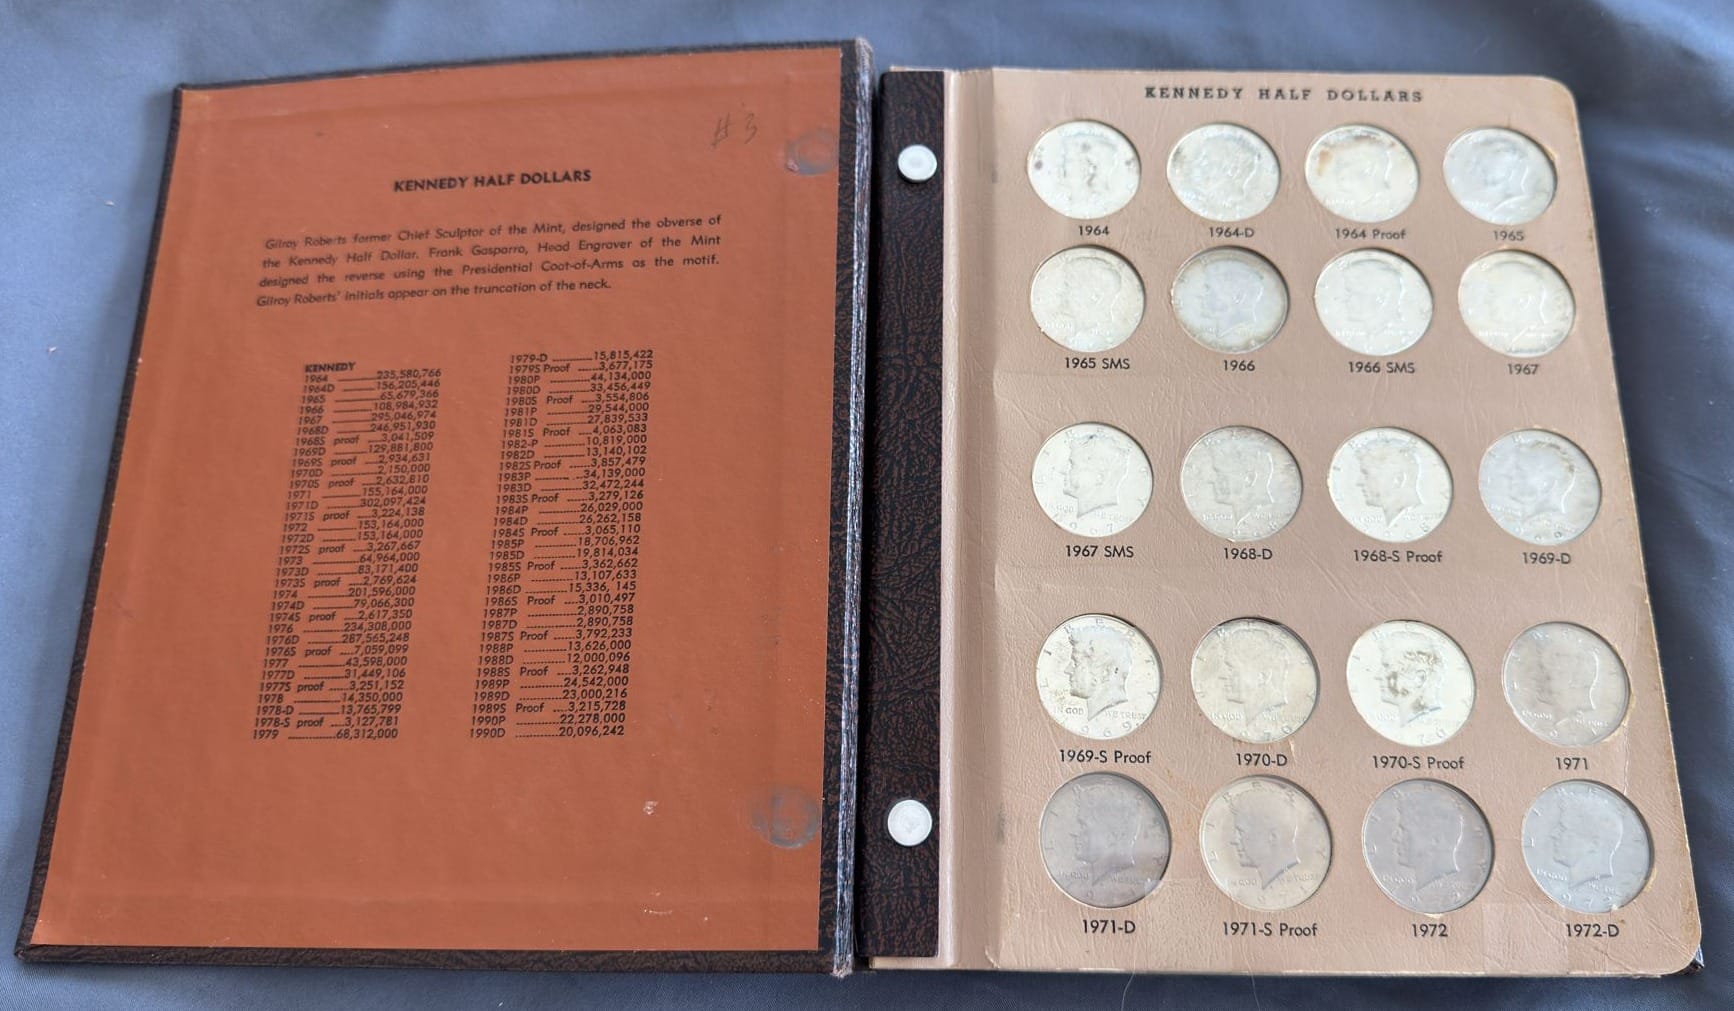 # 3
KENNEDY HALF DOLLARS
Gilroy Roberts former Chief Sculptor of the Mint, designed the obverse of
the Kennedy Half Dollar. Frank Gasparro, Head Engraver of the Mint
designed the reverse using the Presidential Coat-of-Arms as the motif.
Gilroy Roberts' initials appear on the truncation of the neck.
KENNEDY
1964 ..........235,580,766
1964D ..........156,205,446
1965 ..........65,679,366
1966 ..........108,984,932
1967 ..........295,046,974
1968D ..........246,951,930
1968S proof ....3,041,509
1969D ..........129,881,800
1969S proof ....2,934,631
1970D ..........2,150,000
1970S proof ....2,632,810
1971 ..........155,164,000
1971D ..........302,097,424
1971S proof ....3,224,138
1972 ..........153,164,000
1972D ..........153,164,000
1972S proof ....3,267,667
1973 ..........64,964,000
1973D ..........83,171,400
1973S proof ....2,769,624
1974 ..........201,596,000
1974D ..........79,066,300
1974S proof ....2,617,350
1976 ..........234,308,000
1976D ..........287,565,248
1976S proof ....7,059,099
1977 ..........43,598,000
1977D ..........31,449,106
1977S proof ....3,251,152
1978 ..........14,350,000
1978-D ..........13,765,799
1978-S proof ....3,127,781
1979 ..........68,312,000
1979-D ..........15,815,422
1979S Proof ......3,677,175
1980P ..........44,134,000
1980D ..........33,456,449
1980S Proof ....3,554,806
1981P ..........29,544,000
1981D ..........27,839,533
1981S Proof ....4,063,083
1982-P ..........10,819,000
1982D ..........13,140,102
1982S Proof .....3,857,479
1983P ..........34,139,000
1983D ..........32,472,244
1983S Proof .....3,279,126
1984P ..........26,029,000
1984D ..........26,262,158
1984S Proof ....3,065,110
1985P ..........18,706,962
1985D ..........19,814,034
1985S Proof ....3,362,662
1986P ..........13,107,633
1986D ..........15,336, 145
1986S Proof ....3,010,497
1987P ..........2,890,758
1987D ..........2,890,758
1987S Proof ....3,792,233
1988P ..........13,626,000
1988D ..........12,000,096
1988S Proof ....3,262,948
1989P ..........24,542,000
1989D ..........23,000,216
1989S Proof ....3,215,728
1990P ..........22,278,000
1990D ..........20,096,242
KENNEDY HALF DOLLARS
1964 1964-D 1964 Proof 1965
1965 SMS 1966 1966 SMS 1967
1967 SMS 1968-D 1968-S Proof 1969-D
1969-S Proof 1970-D 1970-S Proof 1971
1971-D 1971-S Proof 1972 1972-D